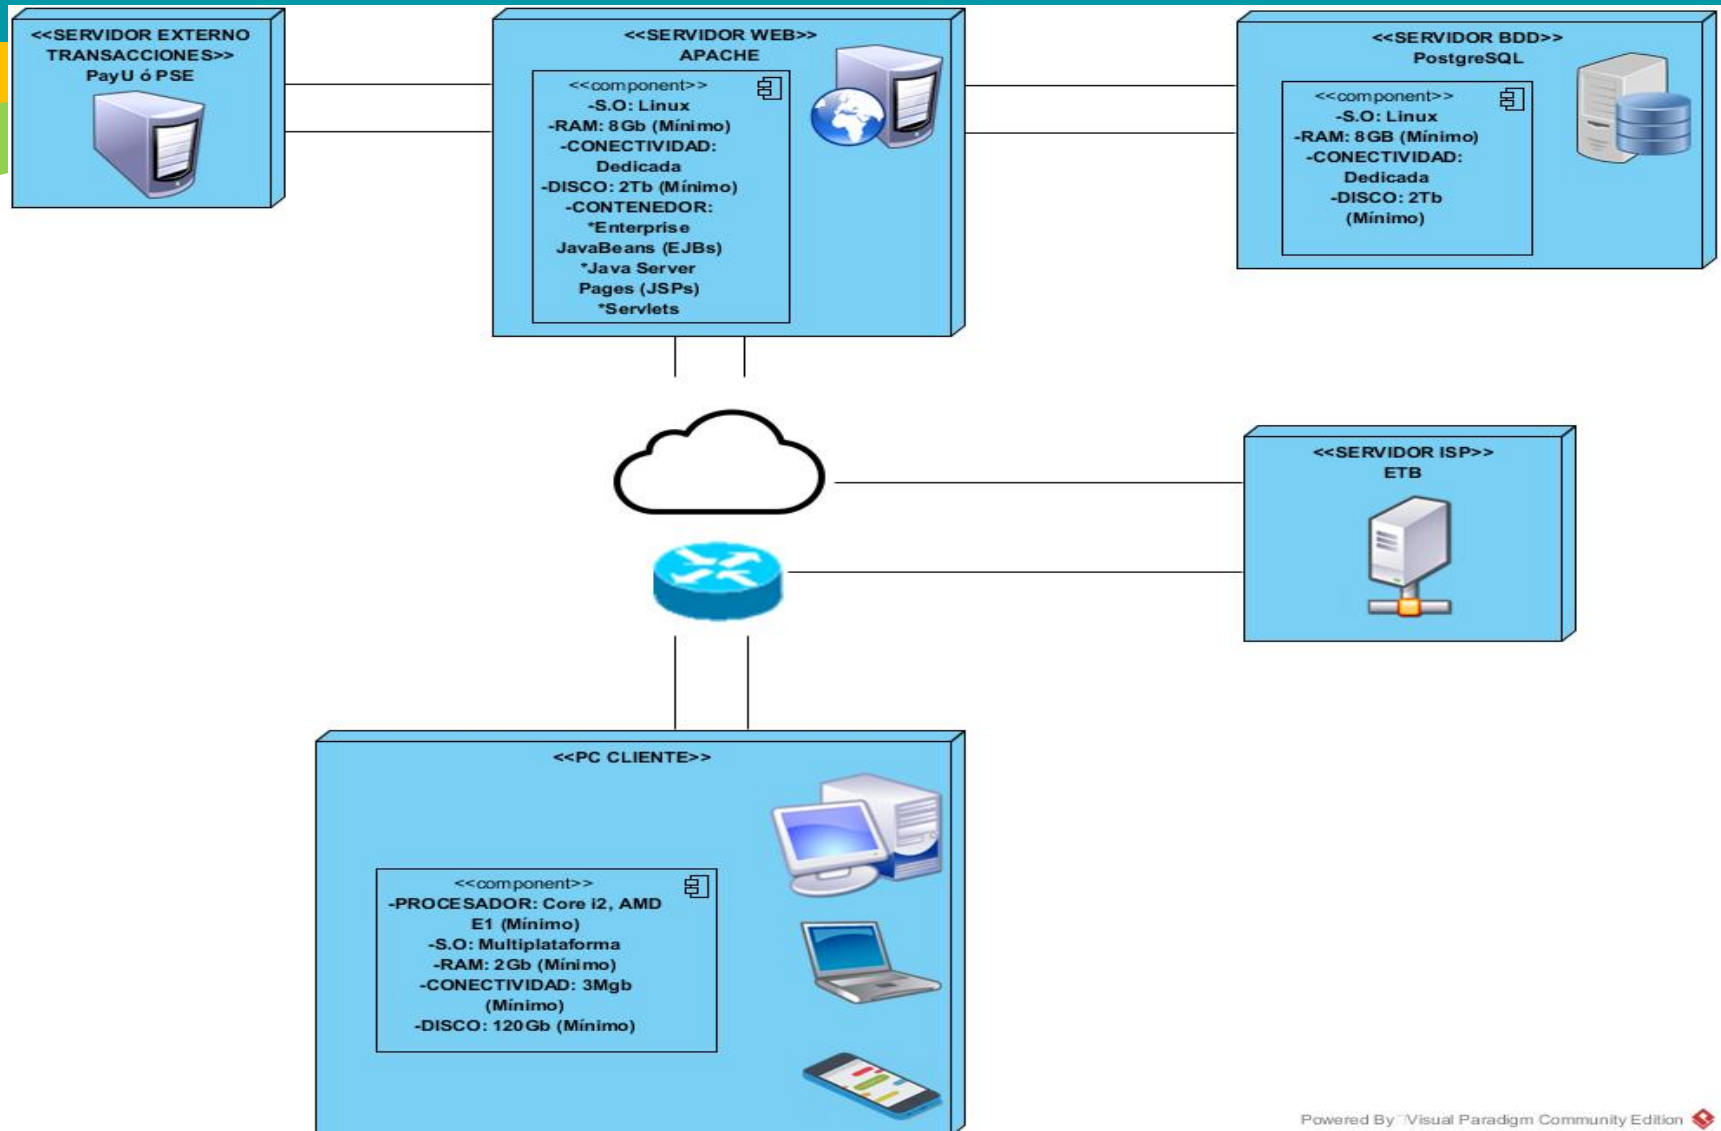 <<SERVIDOR EXTERNO
TRANSACCIONES>>
PayU ó PSE
<<SERVIDOR WEB>>
APACHE
<<component>>
-S.O: Linux
-RAM: 8Gb (Mínimo)
-CONECTIVIDAD:
Dedicada
-DISCO: 2Tb (Mínimo)
-CONTENEDOR:
*Enterprise
JavaBeans (EJBs)
*Java Server
Pages (JSPs)
*Servlets
<<SERVIDOR BDD>>
PostgreSQL
<<component>>
-S.O: Linux
-RAM: 8GB (Mínimo)
-CONECTIVIDAD:
Dedicada
-DISCO: 2Tb
(Mínimo)
<<SERVIDOR ISP>>
ETB
<<PC CLIENTE>>
<<component>>
-PROCESADOR: Core i2, AMD
E1 (Mínimo)
-S.O: Multiplataforma
-RAM: 2Gb (Mínimo)
-CONECTIVIDAD: 3Mgb
(Mínimo)
-DISCO: 120Gb (Mínimo)
Powered By Visual Paradigm Community Edition